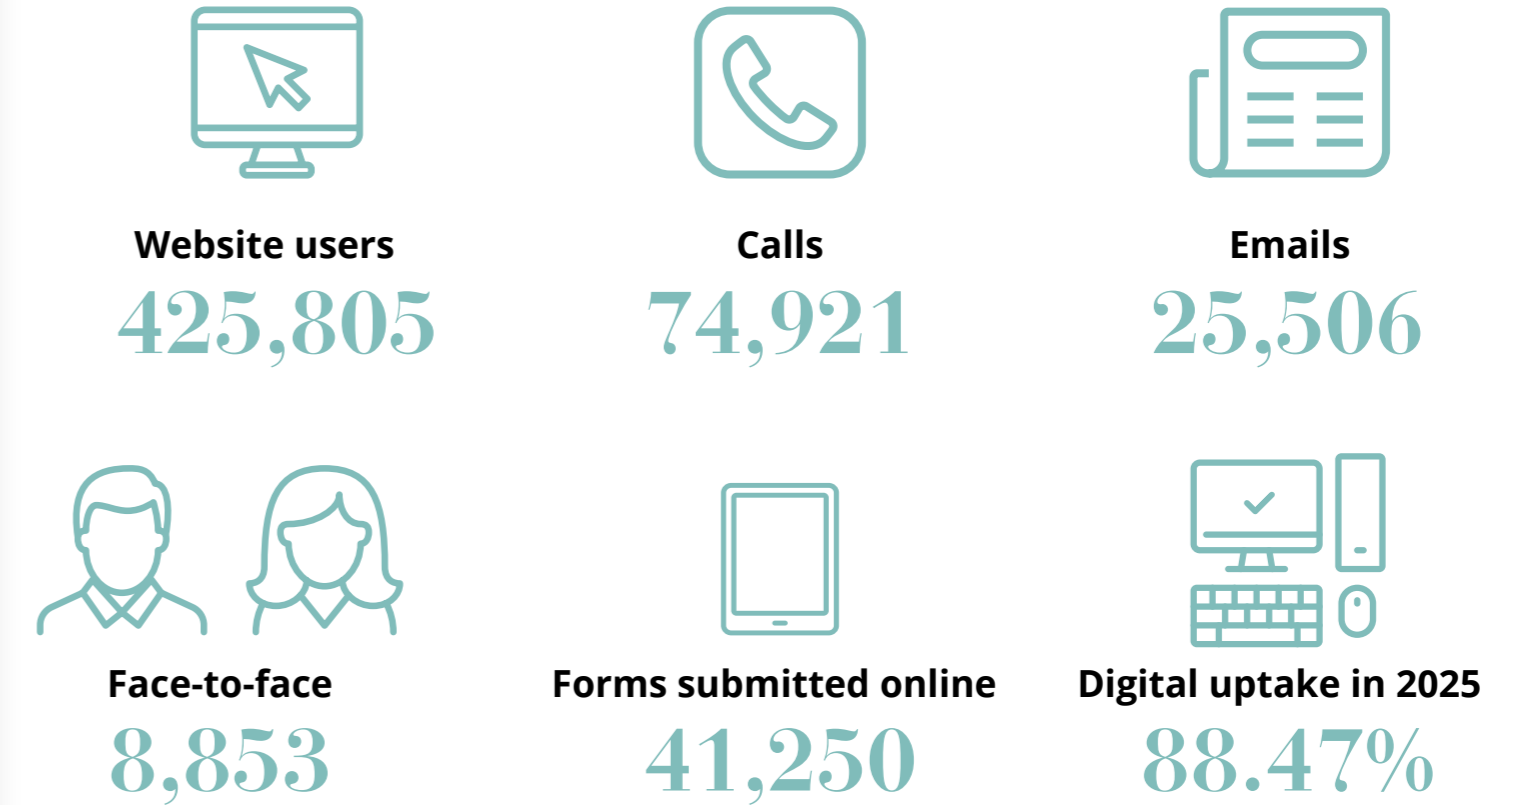 Website users
Calls
Emails
425,805
74,921
25,506
Face-to-face
Forms submitted online
Digital uptake in 2025
8,853
41,250
88.47%